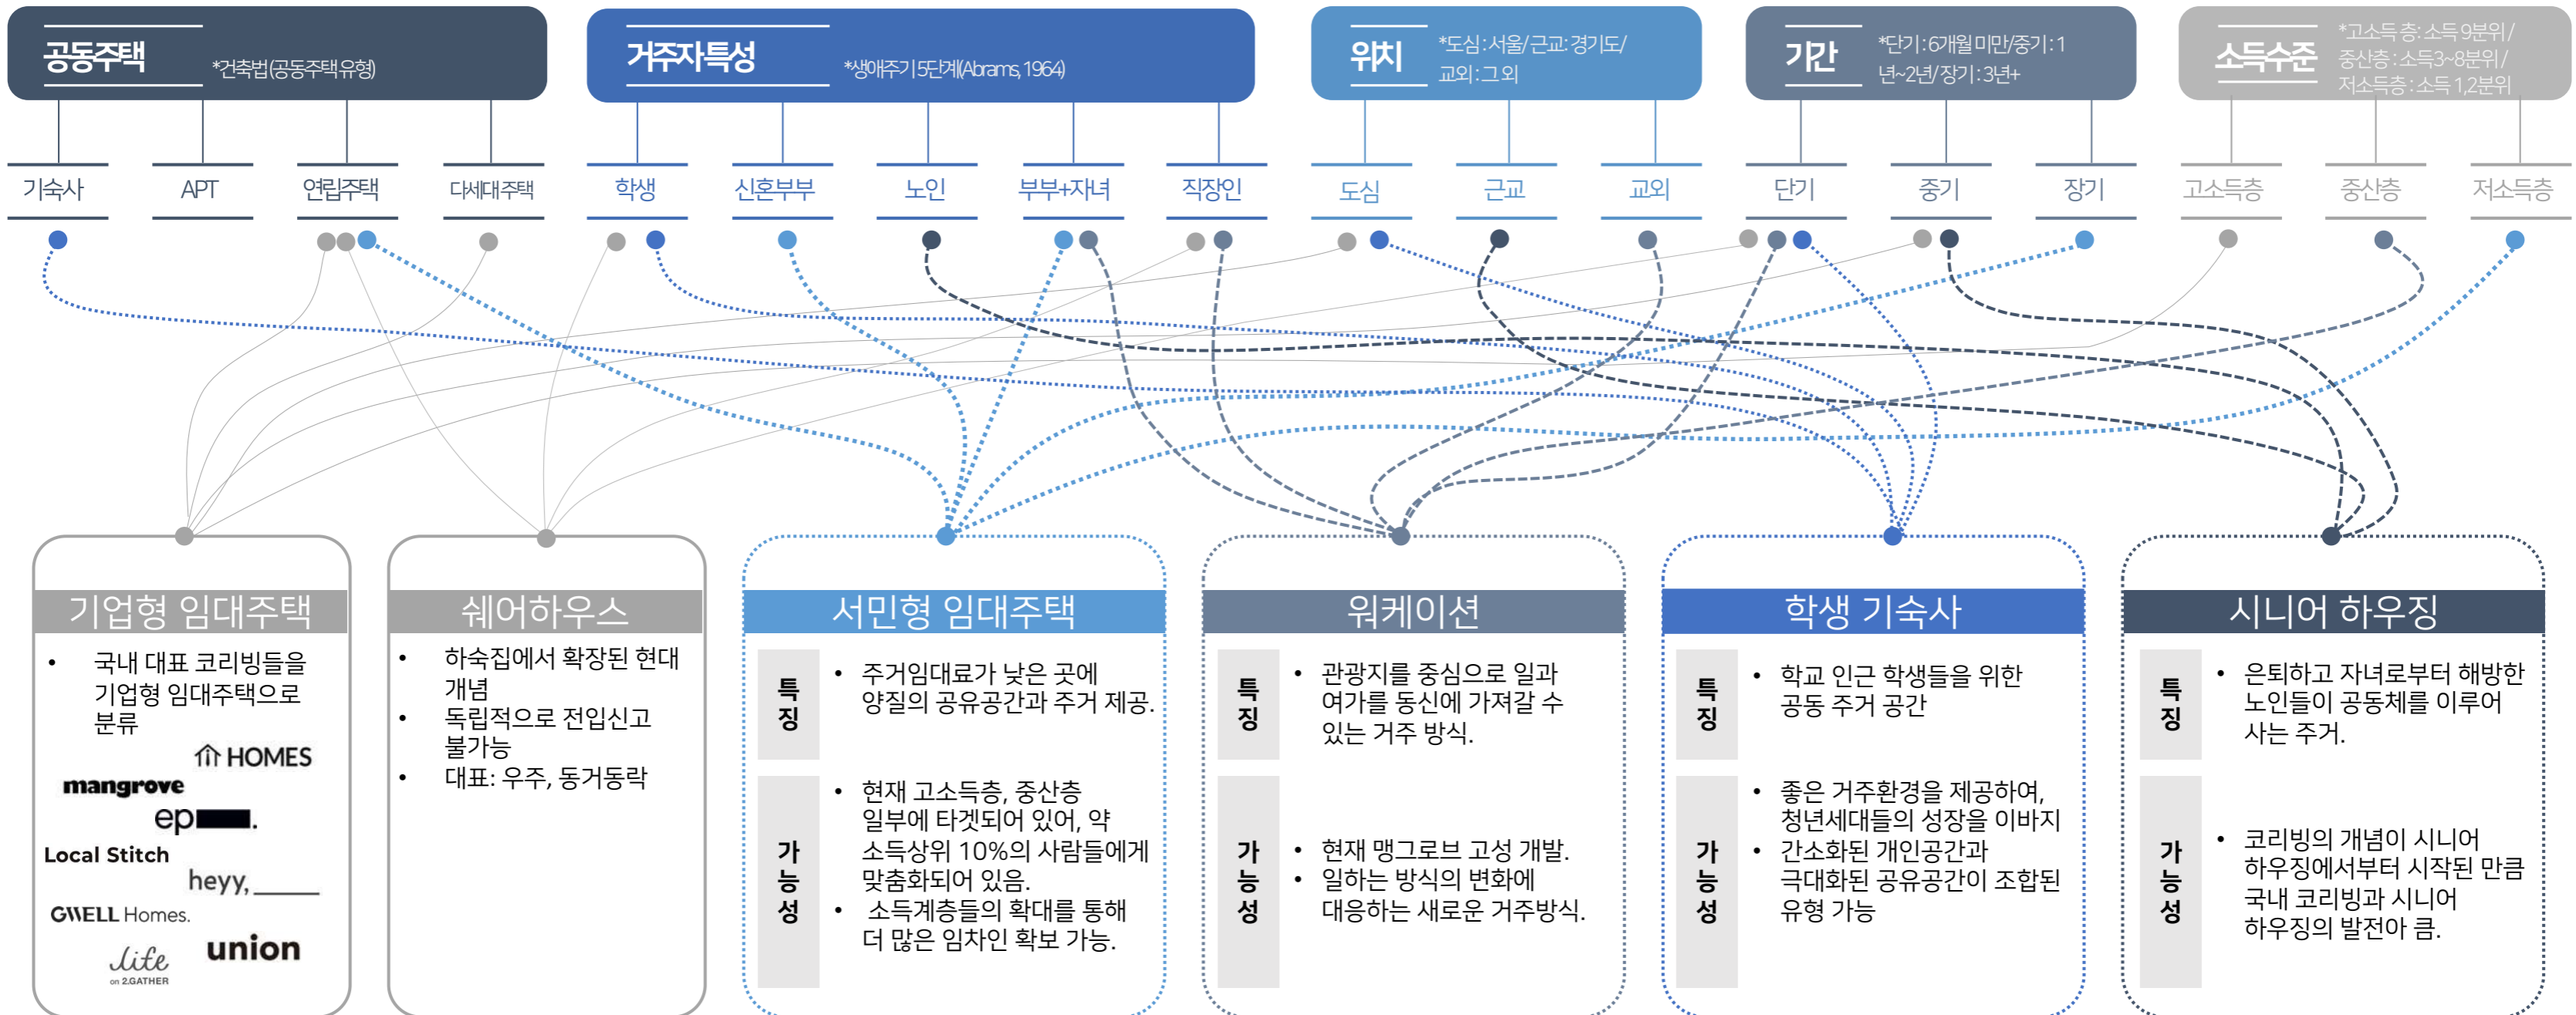 공동주택
*건축법(공동주택 유형)
거주자 특성
*생애주기 5단계(Abrams, 1964)
위치
*도심 : 서울/ 근교: 경기도/
교외 : 그 외
기간
*단기 : 6개월 미만/중기 : 1
년~2년/ 장기 : 3년+
소득수준
*고소득 층: 소득 9분위 /
중산층 : 소득3~8분위 /
저소득층 : 소득 1,2분위
기숙사
APT
연립주택
다세대 주택
학생
신혼부부
노인
부부+자녀
직장인
도심
근교
교외
단기
중기
장기
고소득층
중산층
저소득층
기업형 임대주택
• 국내 대표 코리빙들을
기업형 임대주택으로
분류
HOMES
mangrove
ep
Local Stitch
heyy,
GWELL Homes.
life
on 2.GATHER
union
쉐어하우스
• 하숙집에서 확장된 현대
개념
• 독립적으로 전입신고
불가능
• 대표: 우주, 동거동락
서민형 임대주택
특
징
• 주거임대료가 낮은 곳에
양질의 공유공간과 주거 제공.
가
능
성
• 현재 고소득층, 중산층
일부에 타겟되어 있어, 약
소득상위 10%의 사람들에게
맞춤화되어 있음.
• 소득계층들의 확대를 통해
더 많은 임차인 확보 가능.
워케이션
특
징
• 관광지를 중심으로 일과
여가를 동신에 가져갈 수
있는 거주 방식.
가
능
성
• 현재 맹그로브 고성 개발.
• 일하는 방식의 변화에
대응하는 새로운 거주방식.
학생 기숙사
특
징
• 학교 인근 학생들을 위한
공동 주거 공간
가
능
성
• 좋은 거주환경을 제공하여,
청년세대들의 성장을 이바지
• 간소화된 개인공간과
극대화된 공유공간이 조합된
유형 가능
시니어 하우징
특
징
• 은퇴하고 자녀로부터 해방한
노인들이 공동체를 이루어
사는 주거.
가
능
성
• 코리빙의 개념이 시니어
하우징에서부터 시작된 만큼
국내 코리빙과 시니어
하우징의 발전아 큼.